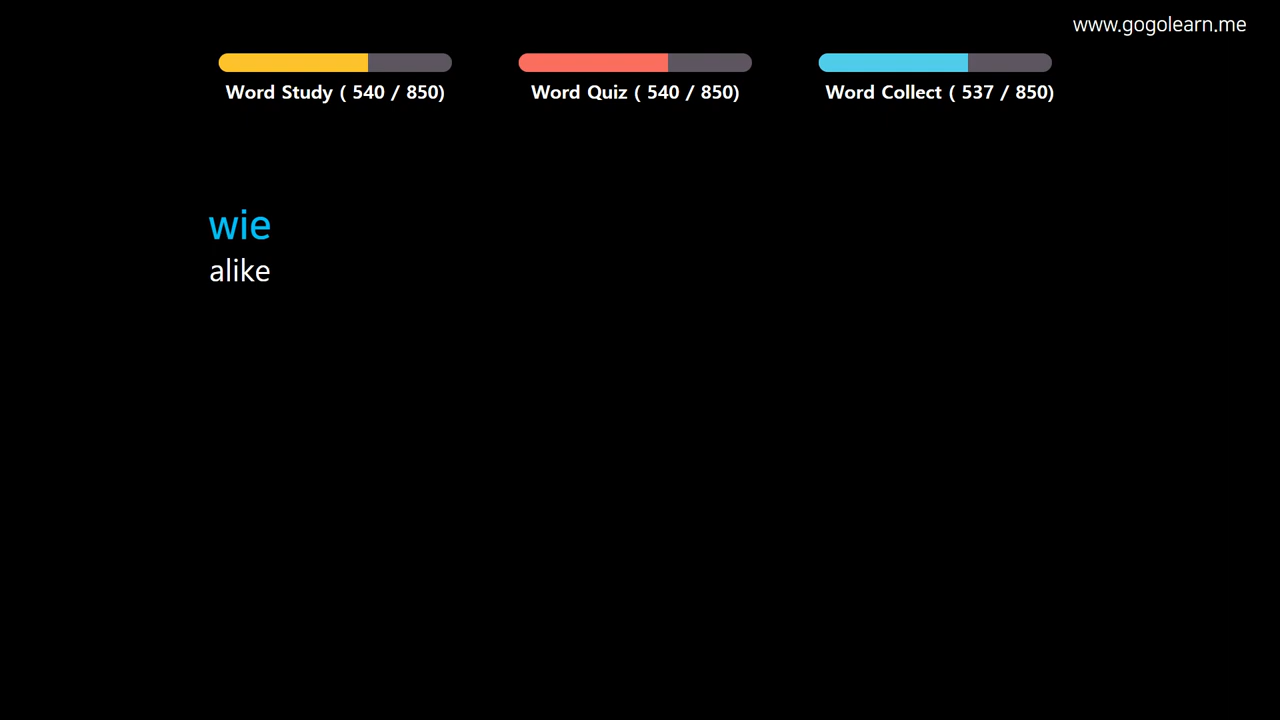 www.gogolearn.me
Word Study ( 540 / 850)
Word Quiz ( 540 / 850)
Word Collect ( 537 / 850)
wie
alike